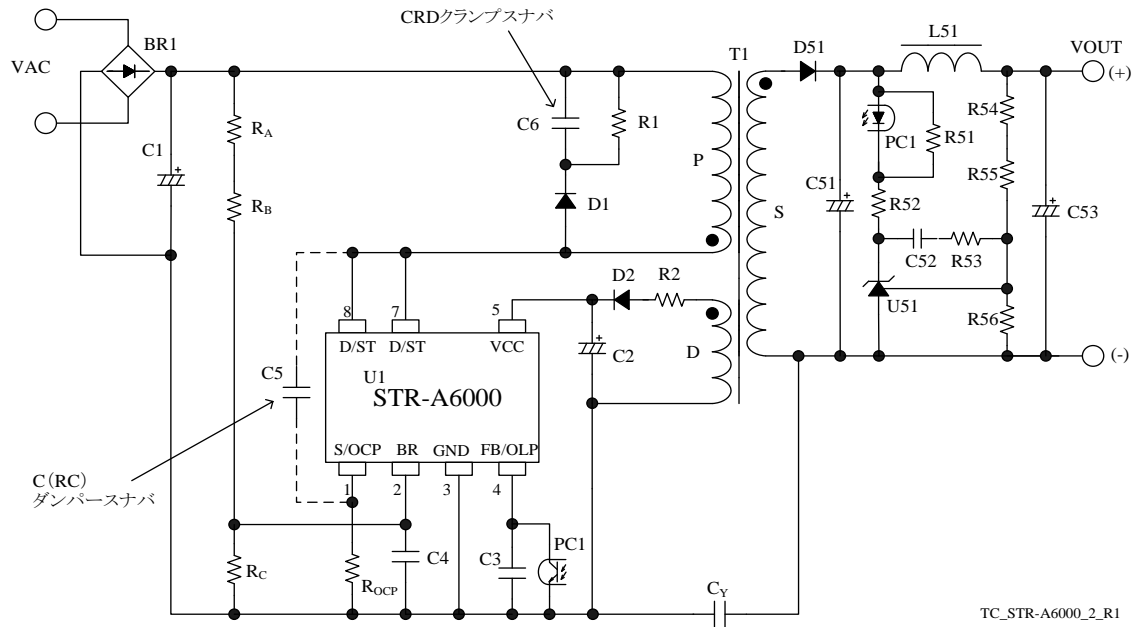 CRDクランプスナバ
VAC
BR1
C1
RA
RB
C6
R1
D1
P
T1
S
D51
L51
VOUT
(+)
PC1
R51
R54
R55
C51
R52
C53
C52
R53
U51
R56
(-)
D2
R2
C2
D
8
7
5
D/ST
D/ST
VCC
U1
STR-A6000
C5
S/OCP
BR
GND
FB/OLP
1
2
3
4
C(RC)
ダンパースナバ
RC
ROCP
C4
C3
PC1
CY
TC_STR-A6000_2_R1